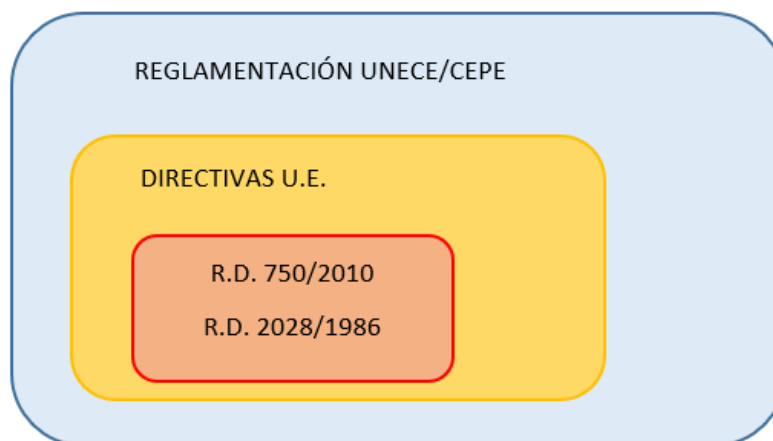 REGLAMENTACIÓN UNECE/CEPE
DIRECTIVAS U.E.
R.D. 750/2010
R.D. 2028/1986